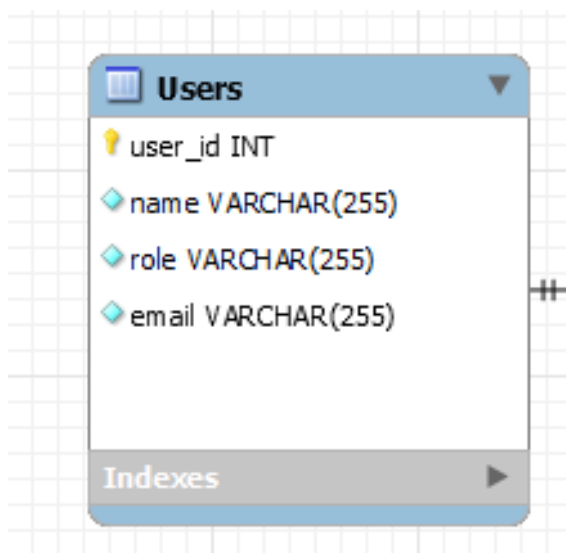 Users
user_id INT
name VARCHAR(255)
role VARCHAR(255)
email VARCHAR(255)
Indexes